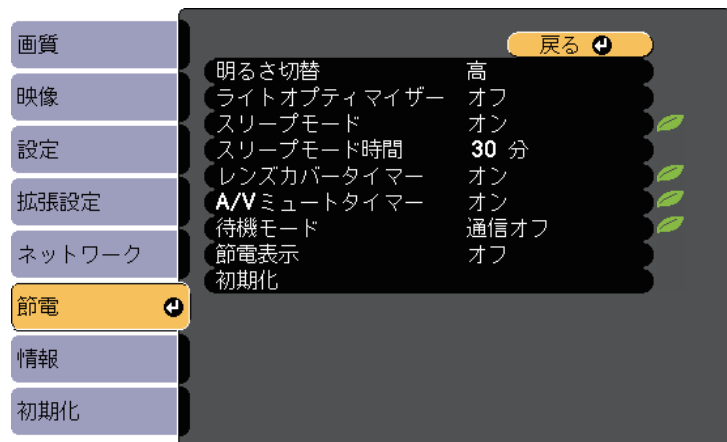 画質
映像
設定
拡張設定
ネットワーク
節電
情報
初期化
戻る
明るさ切替 高
ライトオプティマイザー オフ
スリープモード オン
スリープモード時間 30 分
レンズカバータイマー オン
A/Vミュートタイマー オン
待機モード 通信オフ
節電表示 オフ
初期化